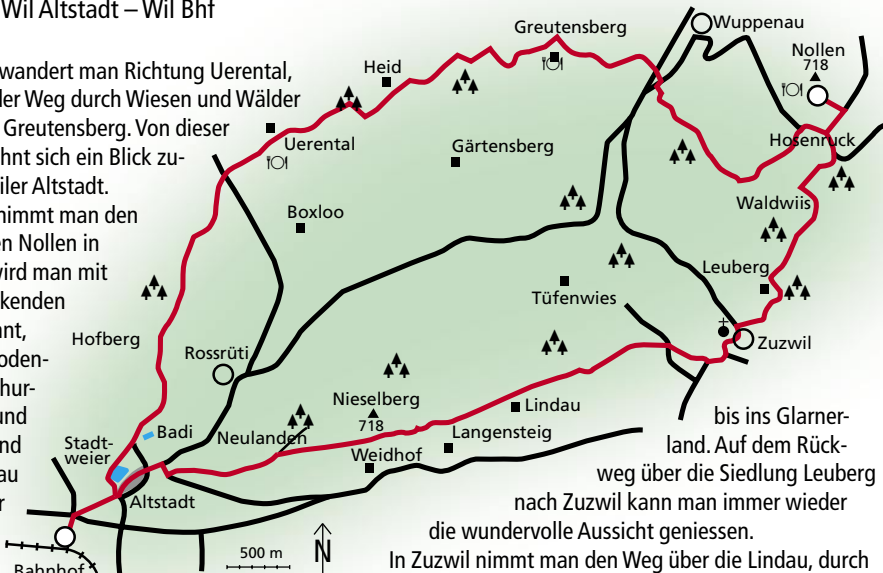 Wil Altstadt – Wil Bhf
wandert man Richtung Uerental,
der Weg durch Wiesen und Wälder
Greutensberg. Von dieser
hnt sich ein Blick zu-
iler Altstadt.
nimmt man den
en Nollen in
wird man mit
kenden
ant,
oden-
hur-
und
nd
au
r
Greutensberg
Wuppenau
Nollen
718
Heid
Uerental
Gärtensberg
Hosenruck
Boxloo
Waldwiis
Leuberg
Tüfenwies
Hofberg
Zuzwil
Rossrüti
Nieselberg
718
Lindau
Badi
Neulanden
Langensteig
Stadt-
weier
Weidhof
Altstadt
500 m
N
Bahnhof
bis ins Glarner-
land. Auf dem Rück-
weg über die Siedlung Leuberg
nach Zuzwil kann man immer wieder
die wundervolle Aussicht geniessen.
In Zuzwil nimmt man den Weg über die Lindau, durch